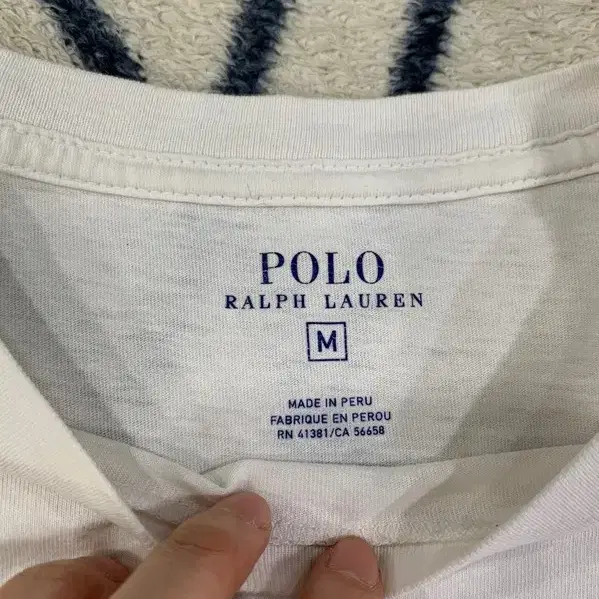 POLO
RALPH LAUREN
M
MADE IN PERU
FABRIQUE EN PEROU
RN 41381/CA 56658